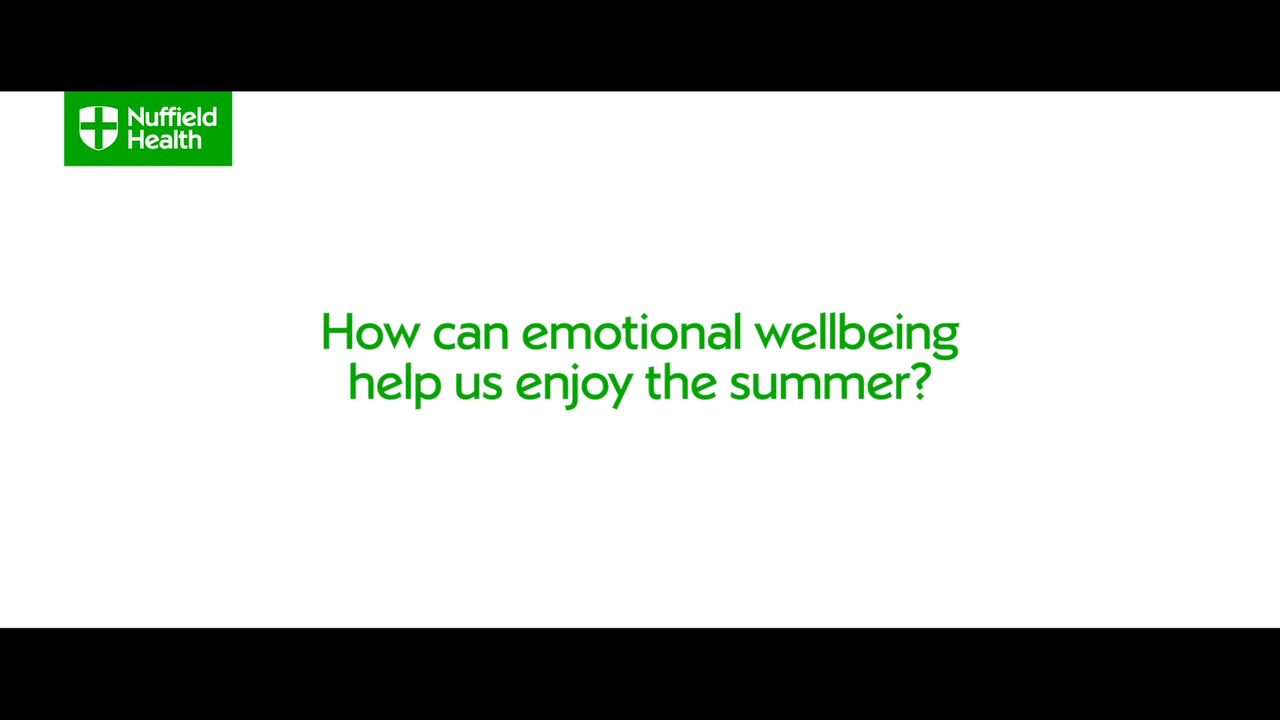 Nuffield
Health
How can emotional wellbeing
help us enjoy the summer?